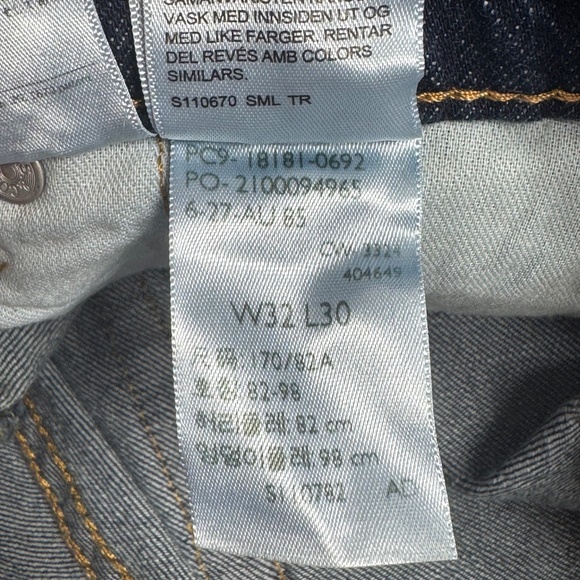 VASK MED INNSIDEN UT OG
MED LIKE FARGER. RENTAR
DEL REVÉS AMB COLORS
SIMILARS.
S110670 SML TR
PC9-18181-0692
PO-2100094965
6-27-AU 85
CW 3324
404649
W32 L30
170/82A
82-98
82 cm
98 cm
S110782 AD